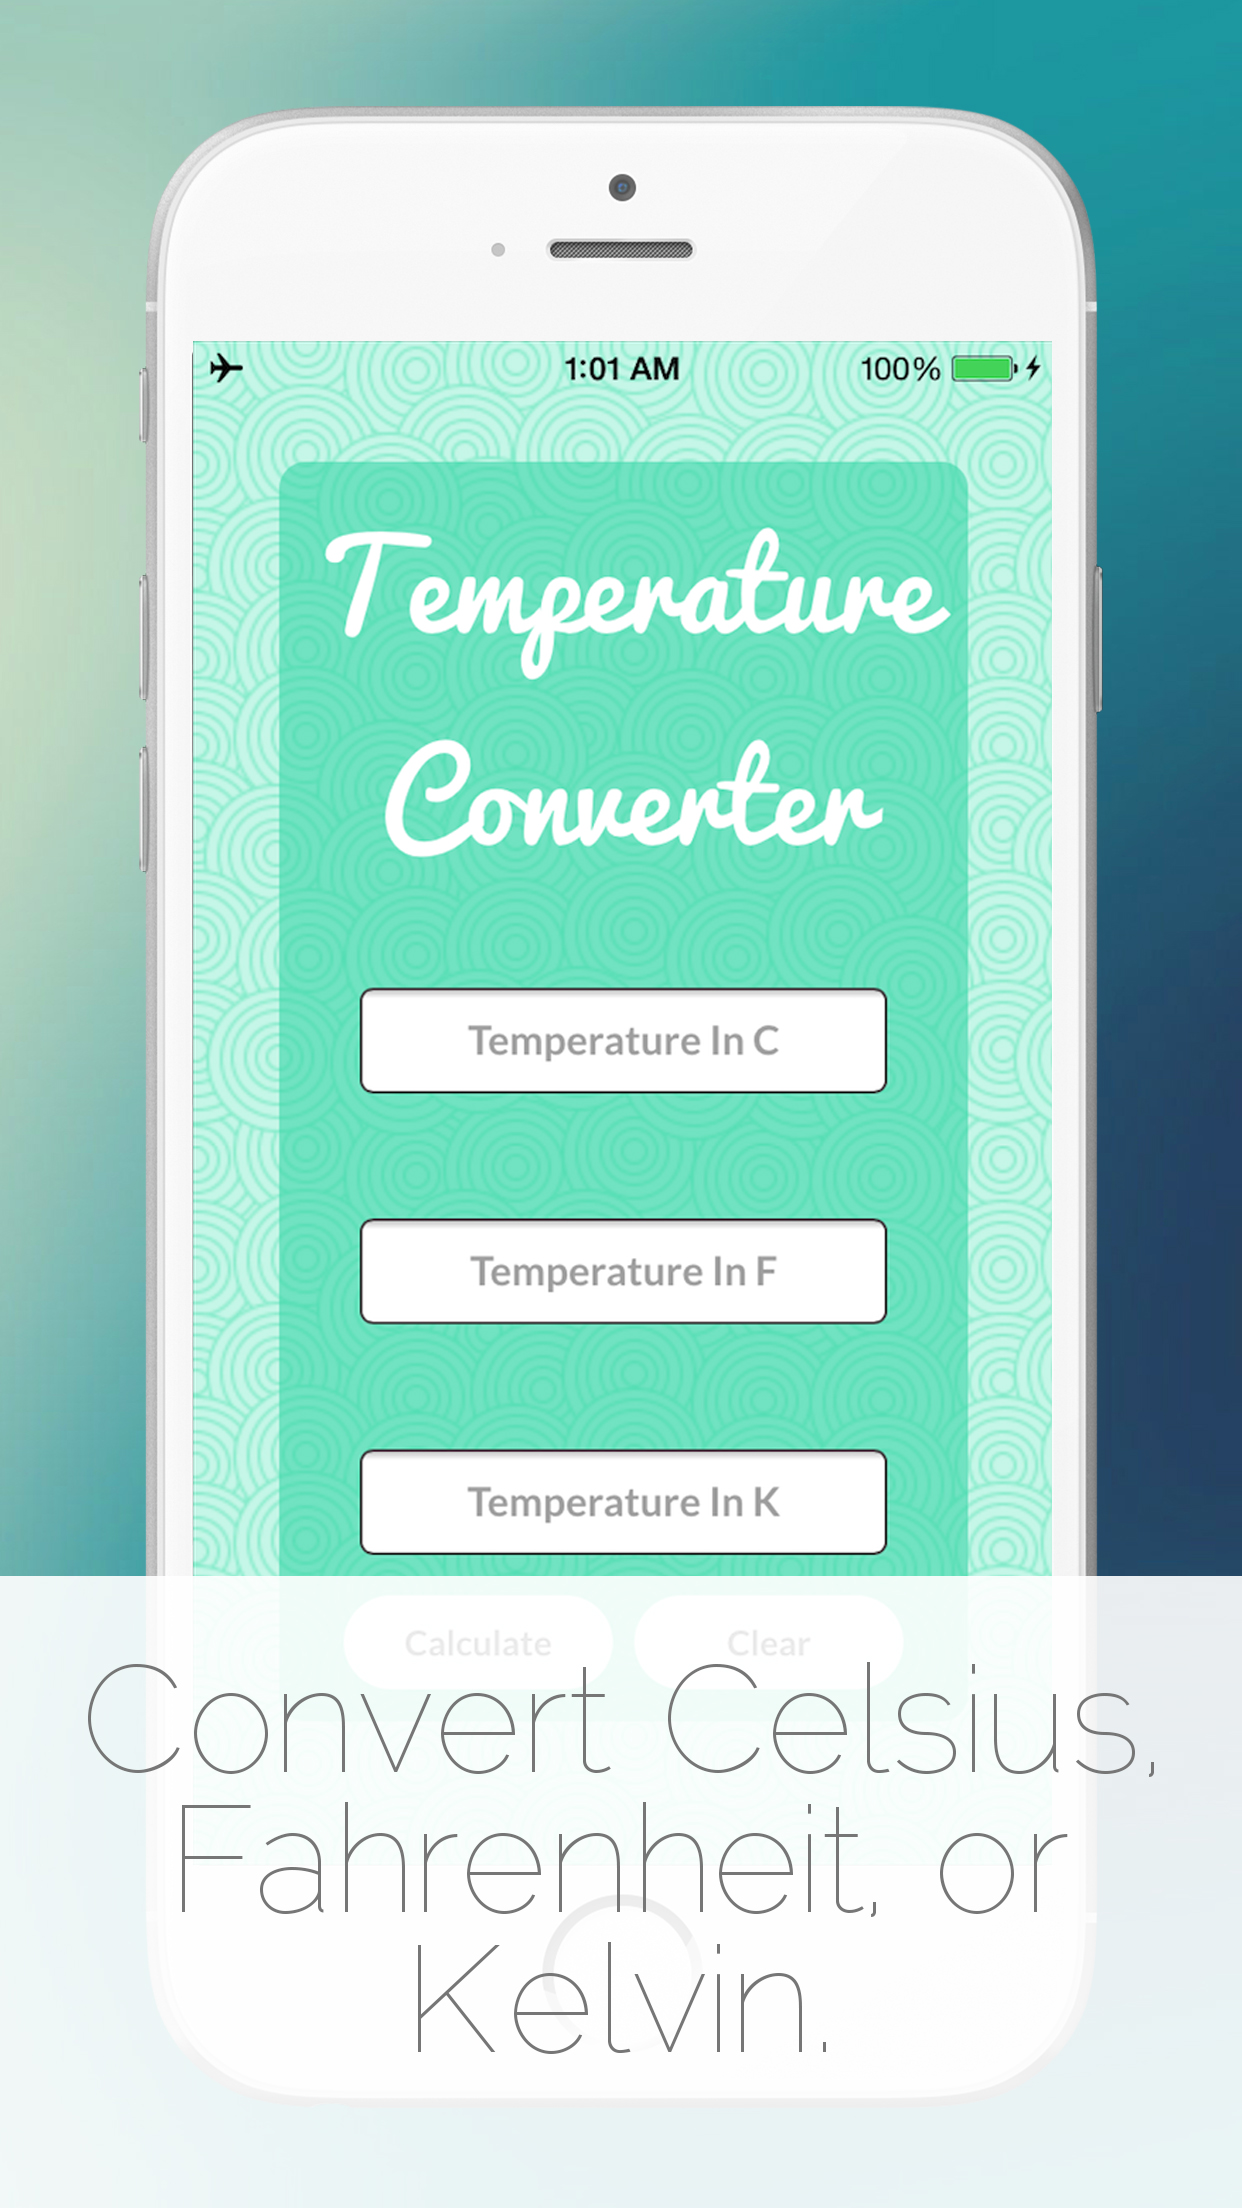 1:01 AM 100%
Temperature
Converter
Temperature In C
Temperature In F
Temperature In K
Calculate Clear
Convert Celsius,
Fahrenheit, or
Kelvin.